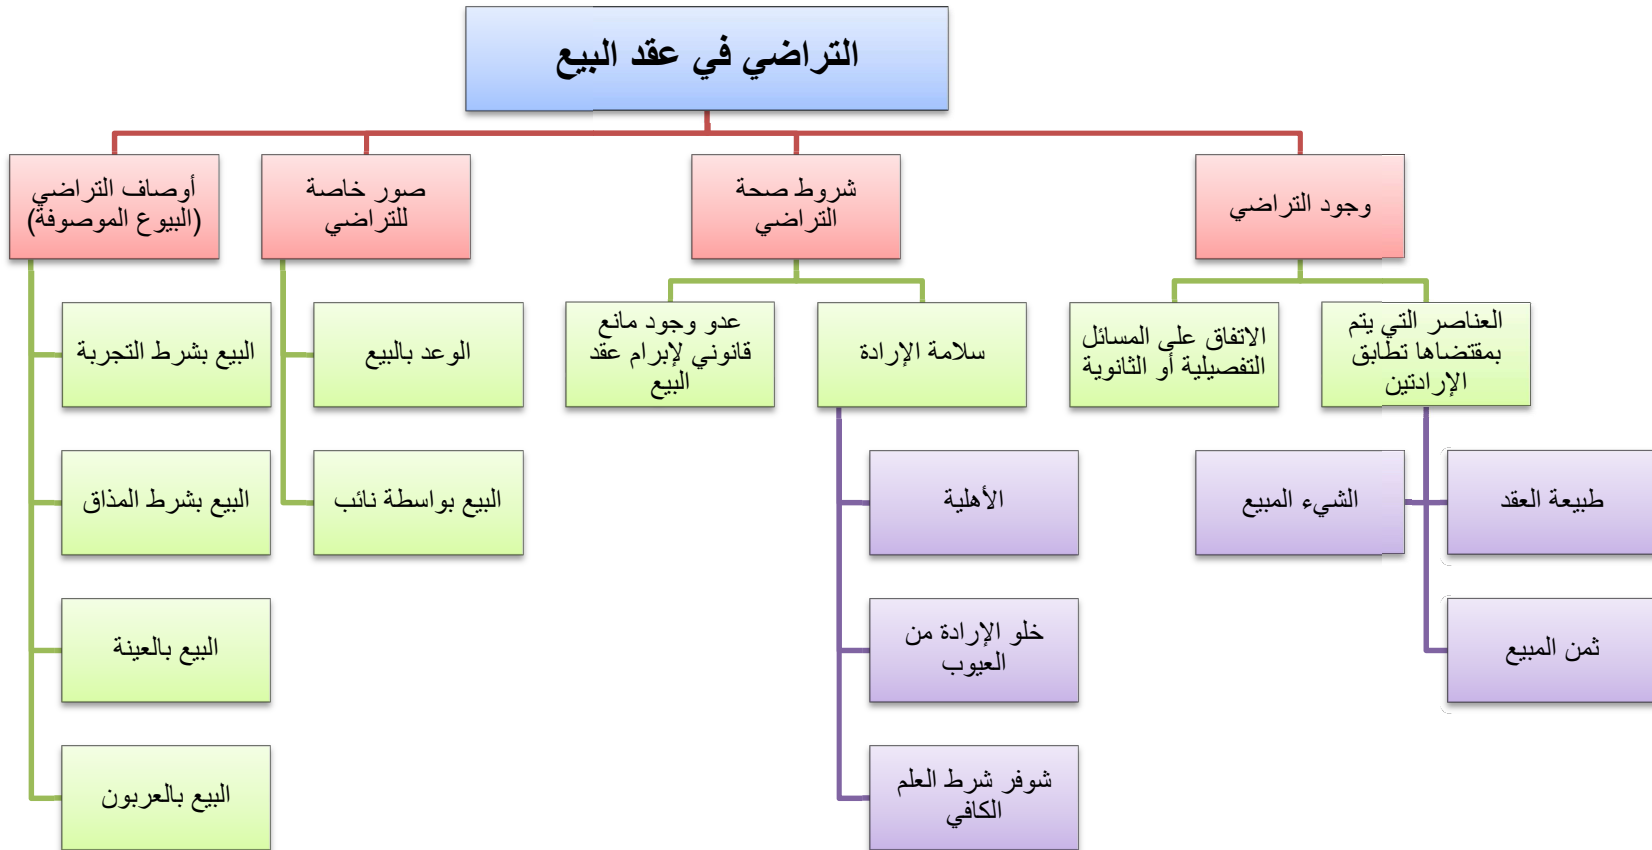 التراضي في عقد البيع
وجود التراضي
شروط صحة
التراضي
صور خاصة
للتراضي
أوصاف التراضي
(البيوع الموصوفة)
العناصر التي يتم
بمقتضاها تطابق
الإرادتين
الاتفاق على المسائل
التفصيلية أو الثانوية
سلامة الإرادة
عدو وجود مانع
قانوني لإبرام عقد
البيع
الوعد بالبيع
البيع بشرط التجربة
طبيعة العقد
الشيء المبيع
الأهلية
البيع بواسطة نائب
البيع بشرط المذاق
ثمن المبيع
خلو الإرادة من
العيوب
البيع بالعينة
شوفر شرط العلم
الكافي
البيع بالعربون